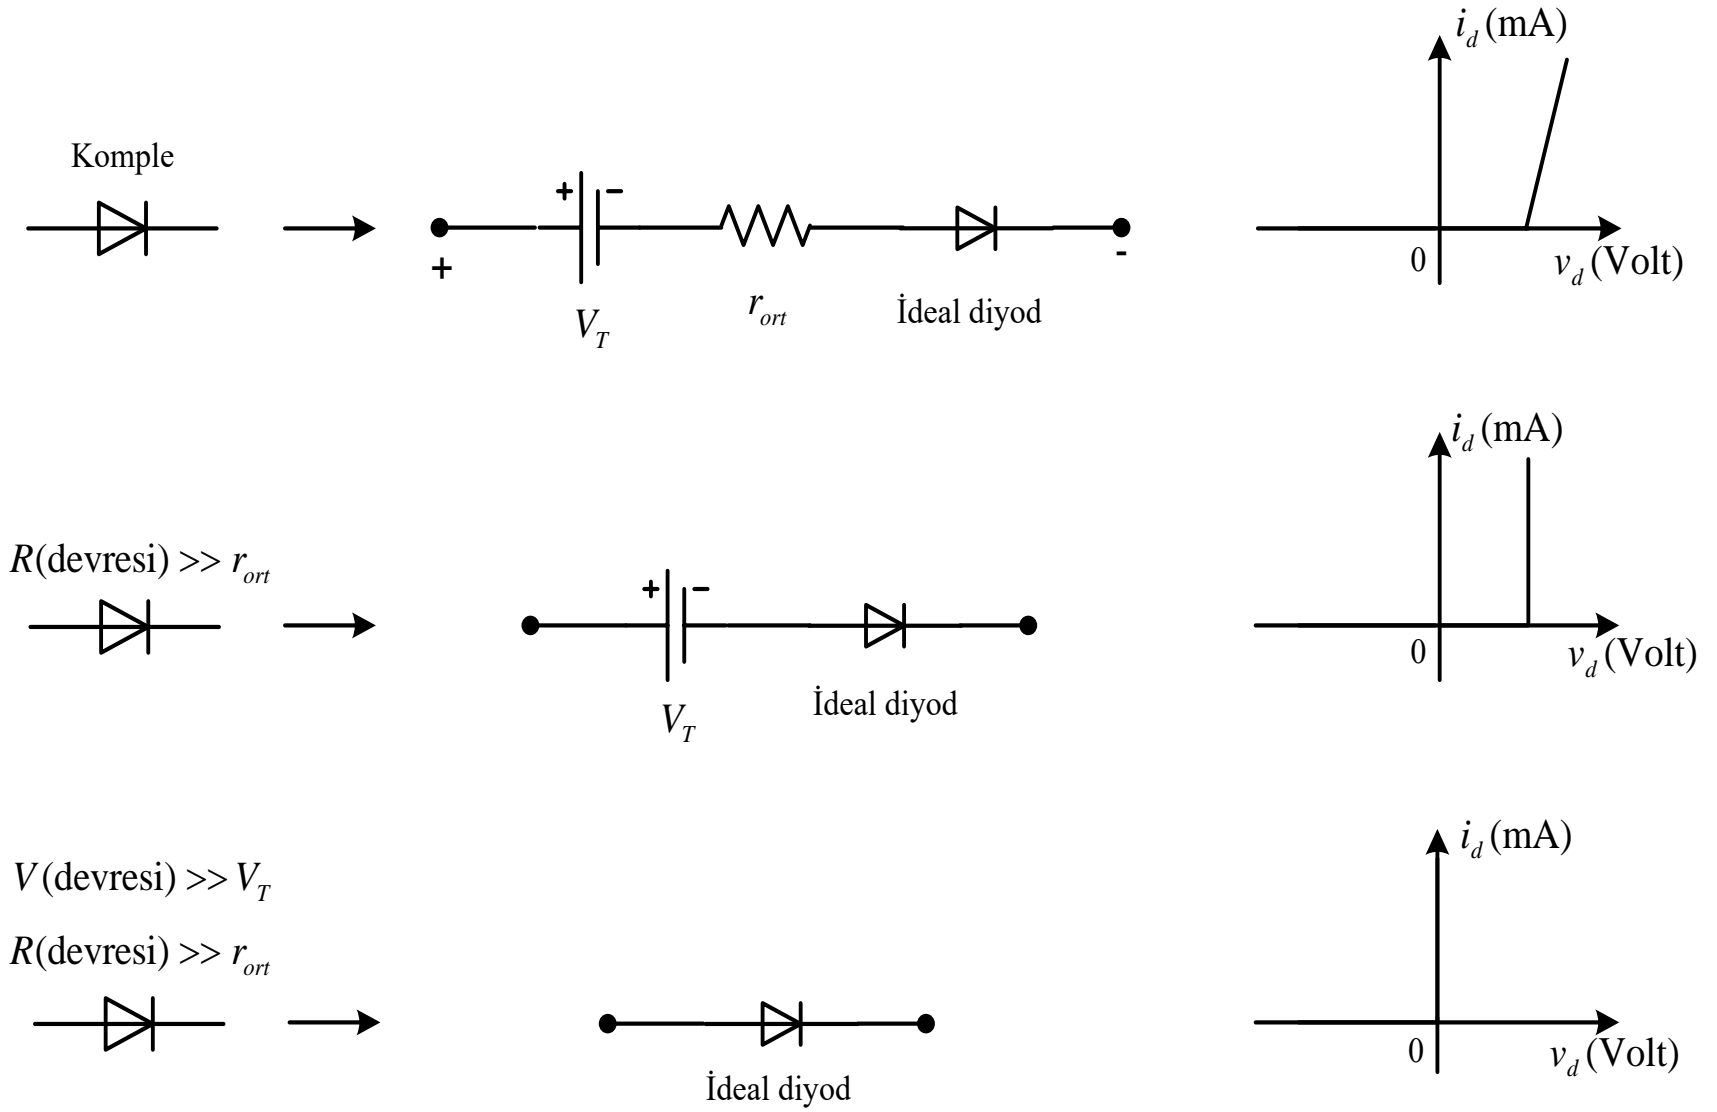 i_d (mA)
Komple
+ −
+
-
V_T
r_ort
İdeal diyod
0
v_d (Volt)
i_d (mA)
R(devresi) >> r_ort
+ −
V_T
İdeal diyod
0
v_d (Volt)
i_d (mA)
V(devresi) >> V_T
R(devresi) >> r_ort
İdeal diyod
0
v_d (Volt)